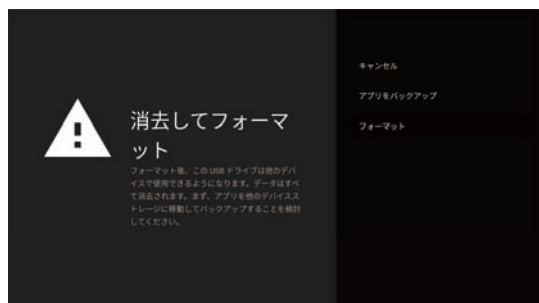 消去してフォーマ
ット
フォーマット後、この USB ドライブは他のデバ
イスで使用できるようになります。データはすべ
て消去されます。まず、アプリを他のデバイスス
トレージに移動してバックアップすることを検討
してください。
キャンセル
アプリをバックアップ
フォーマット